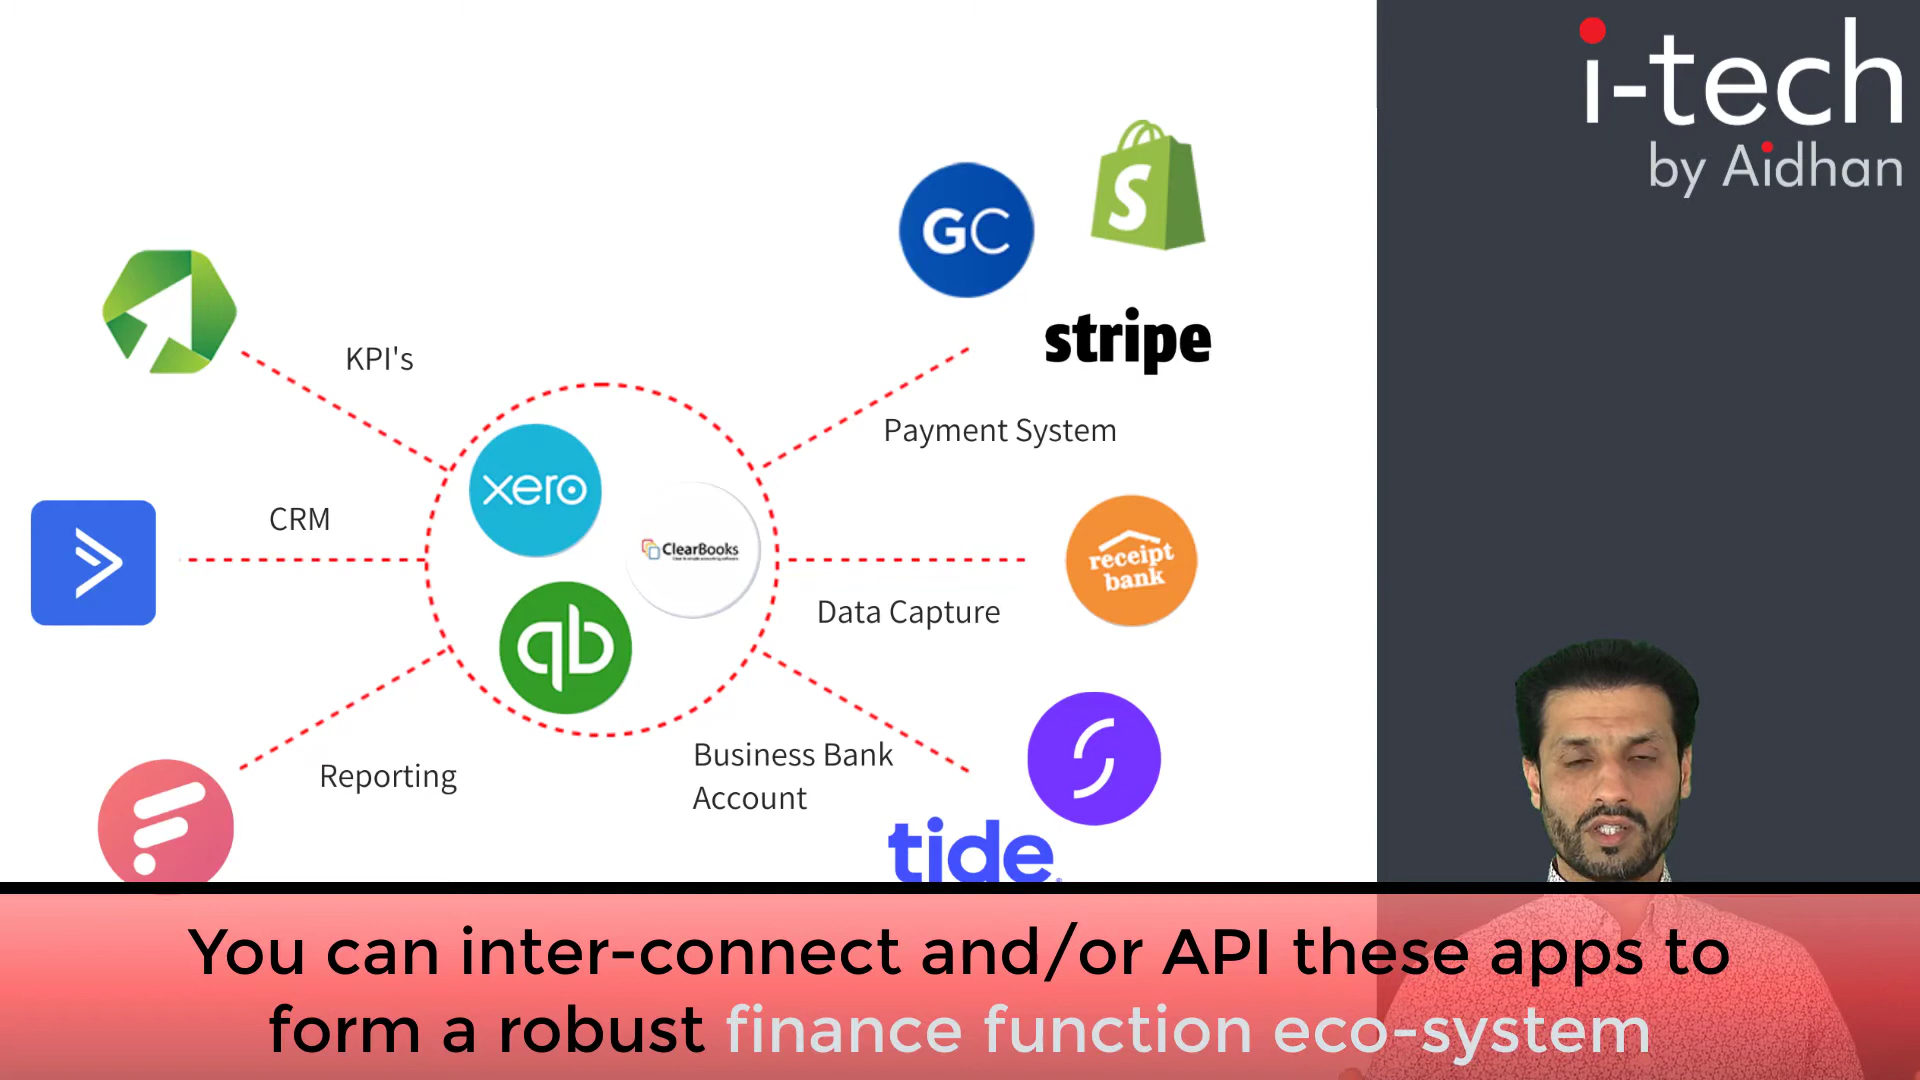 i-tech
by Aidhan
GC
S
stripe
KPI's
Payment System
xero
CRM
ClearBooks
receipt
bank
qb
Data Capture
Reporting
Business Bank
Account
tide
You can inter-connect and/or API these apps to
form a robust finance function eco-system